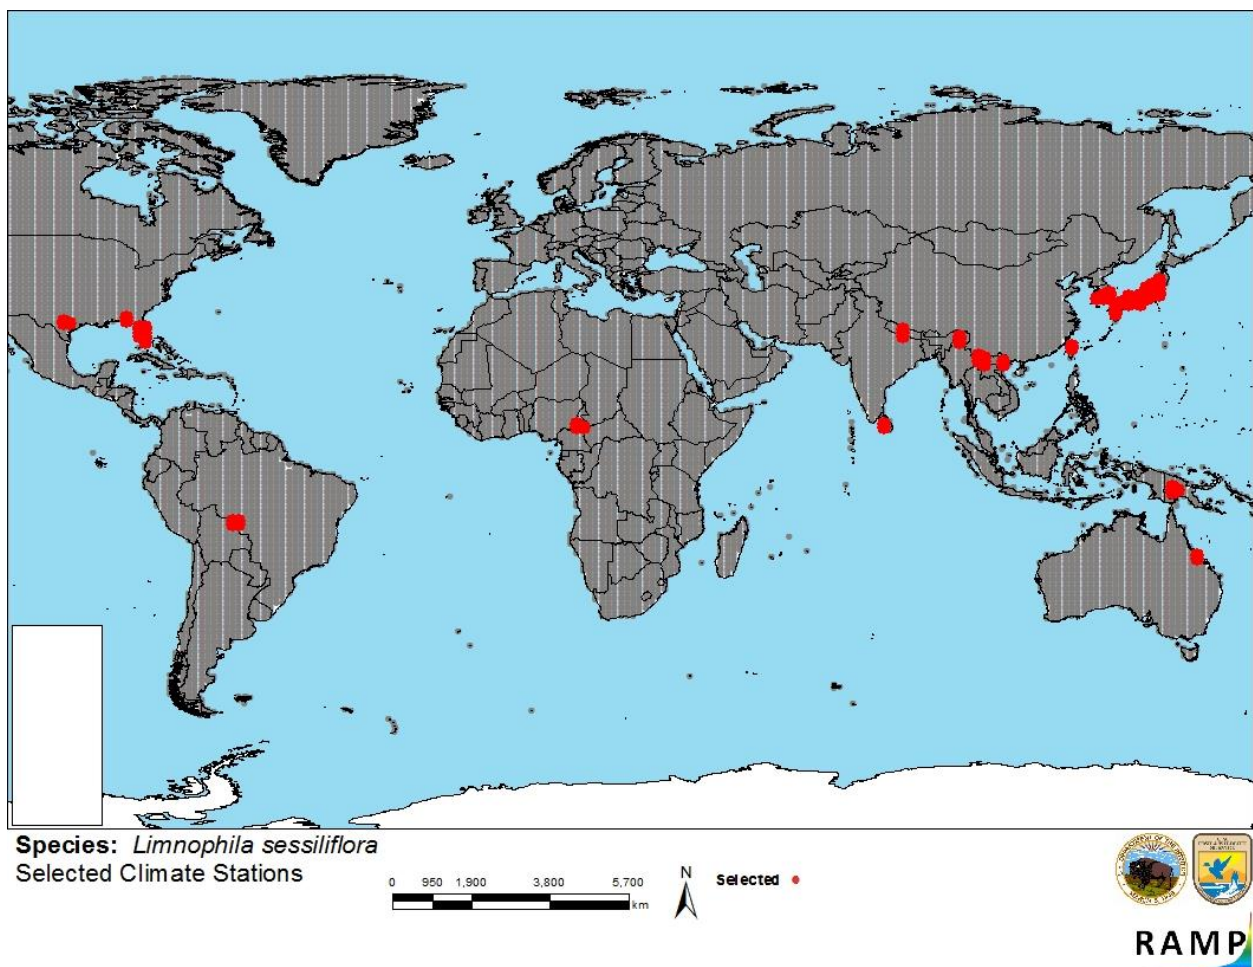 Species: Limnophila sessiliflora
Selected Climate Stations
0 950 1,900 3,800 5,700
km
N
Selected
RAMP